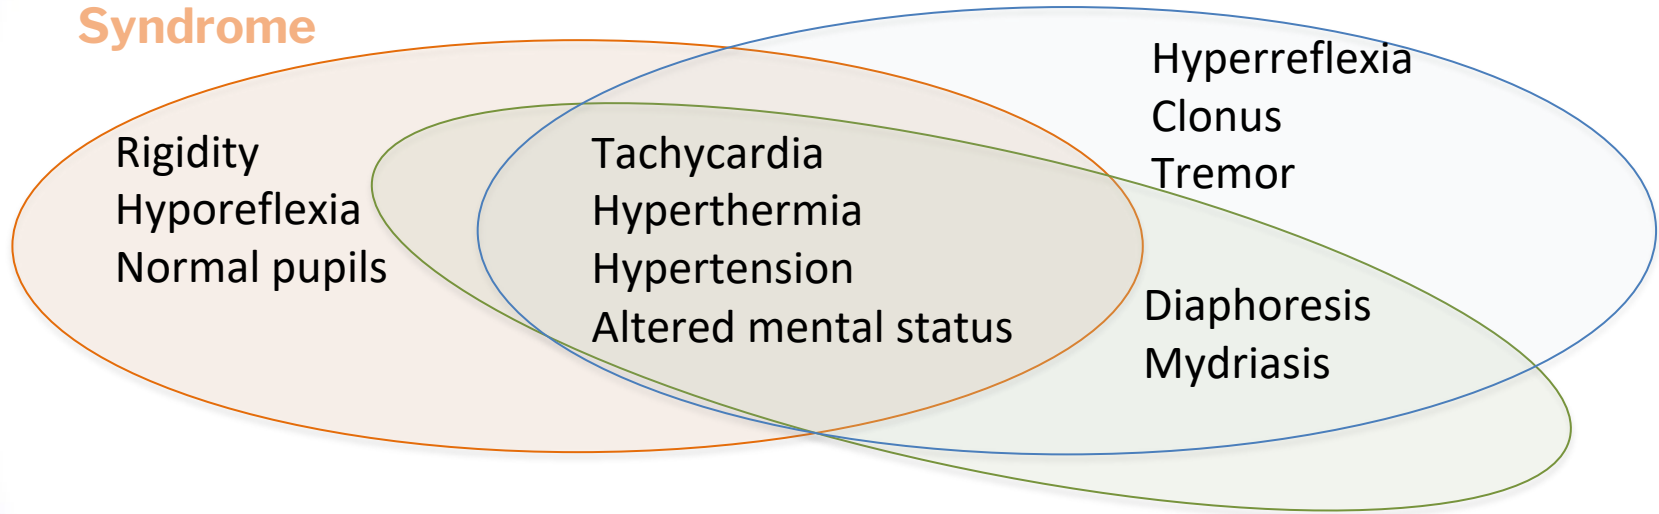 Syndrome
Rigidity
Hyporeflexia
Normal pupils
Tachycardia
Hyperthermia
Hypertension
Altered mental status
Hyperreflexia
Clonus
Tremor
Diaphoresis
Mydriasis